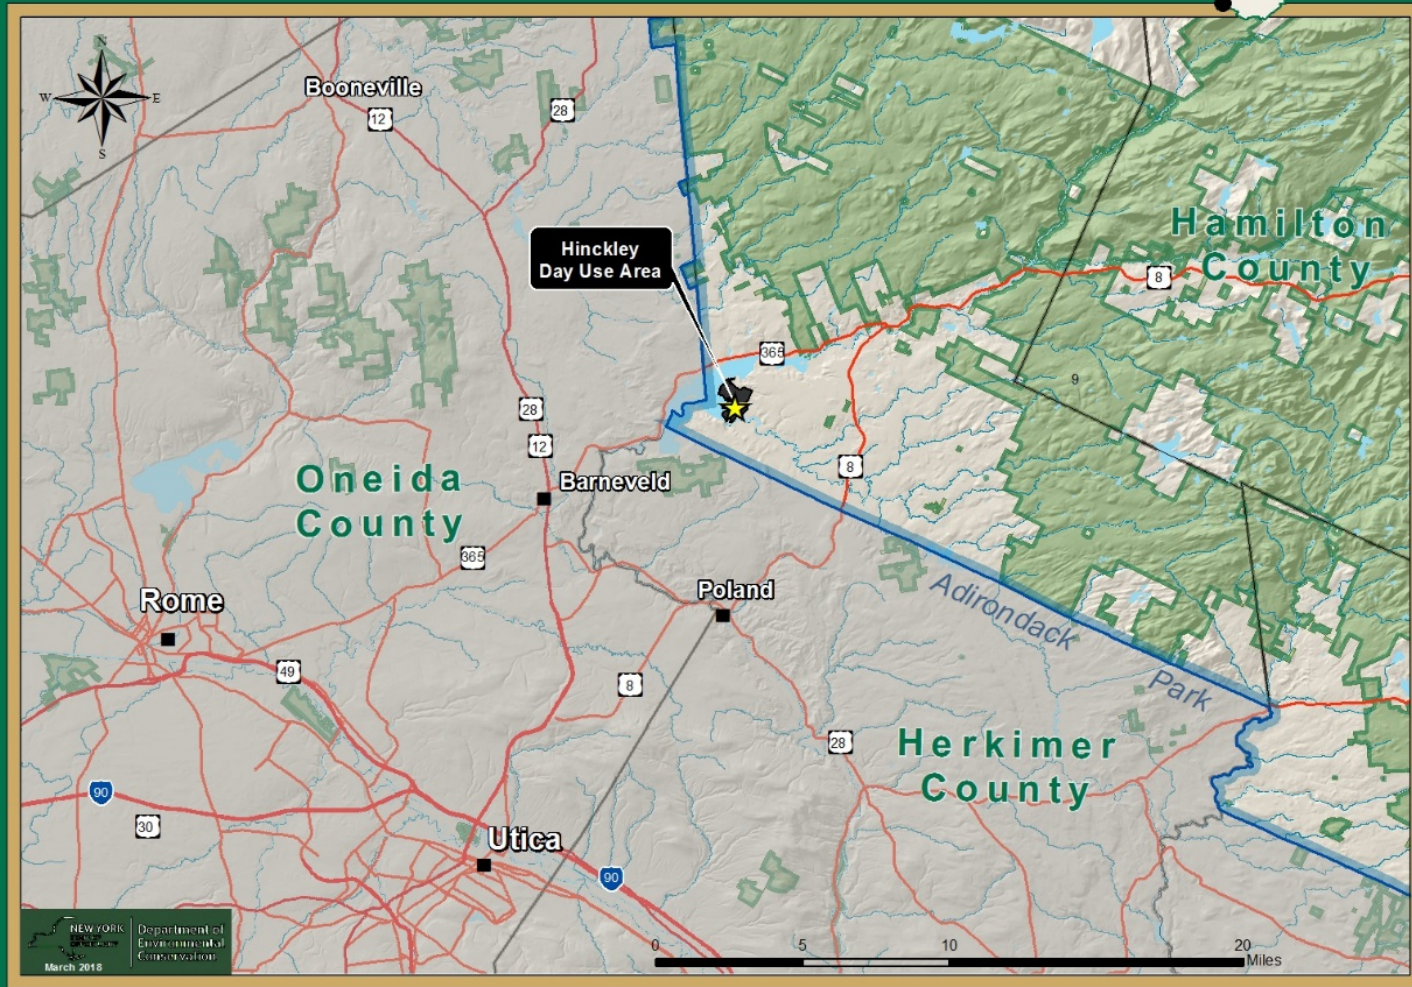 N
W
E
S
Booneville
12
28
Hinckley
Day Use Area
Hamilton
County
8
365
9
28
12
8
Oneida
County
Barneveld
365
Rome
Poland
Adirondack
Park
49
8
28
Herkimer
County
90
30
Utica
90
NEW YORK
Department of
Environmental
Conservation
March 2018
0
5
10
20
Miles